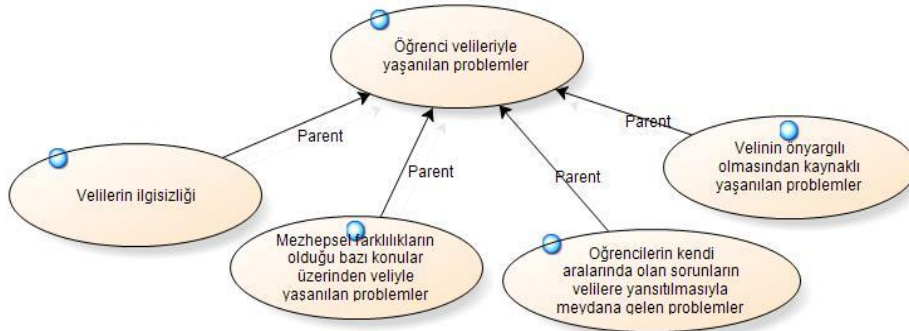 Öğrenci velileriyle
yaşanılan problemler
Parent
Parent
Parent
Parent
Velilerin ilgisizliği
Mezhepsel farklılıkların
olduğu bazı konular
üzerinden veliyle
yaşanılan problemler
Oğrencilerin kendi
aralarında olan sorunların
velilere yansıtılmasıyla
meydana gelen problemler
Velinin önyargılı
olmasından kaynaklı
yaşanılan problemler